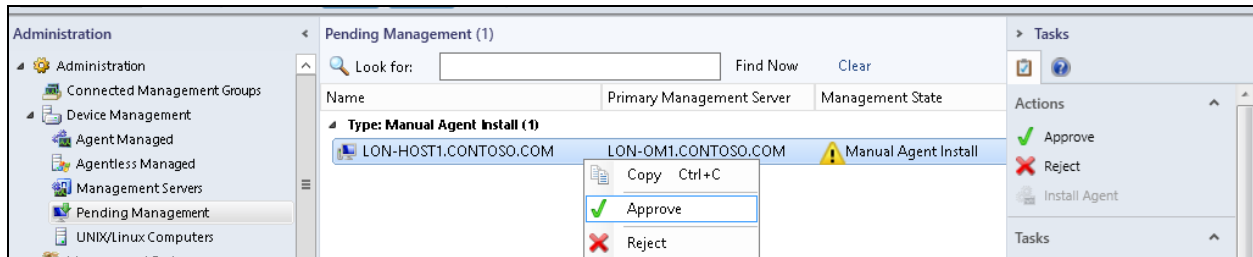 Administration
Administration
Connected Management Groups
Device Management
Agent Managed
Agentless Managed
Management Servers
Pending Management
UNIX/Linux Computers
Pending Management (1)
Look for: Find Now Clear
Name Primary Management Server Management State
Type: Manual Agent Install (1)
LON-HOST1.CONTOSO.COM LON-OM1.CONTOSO.COM Manual Agent Install
Copy Ctrl+C
Approve
Reject
Tasks
Actions
Approve
Reject
Install Agent
Tasks